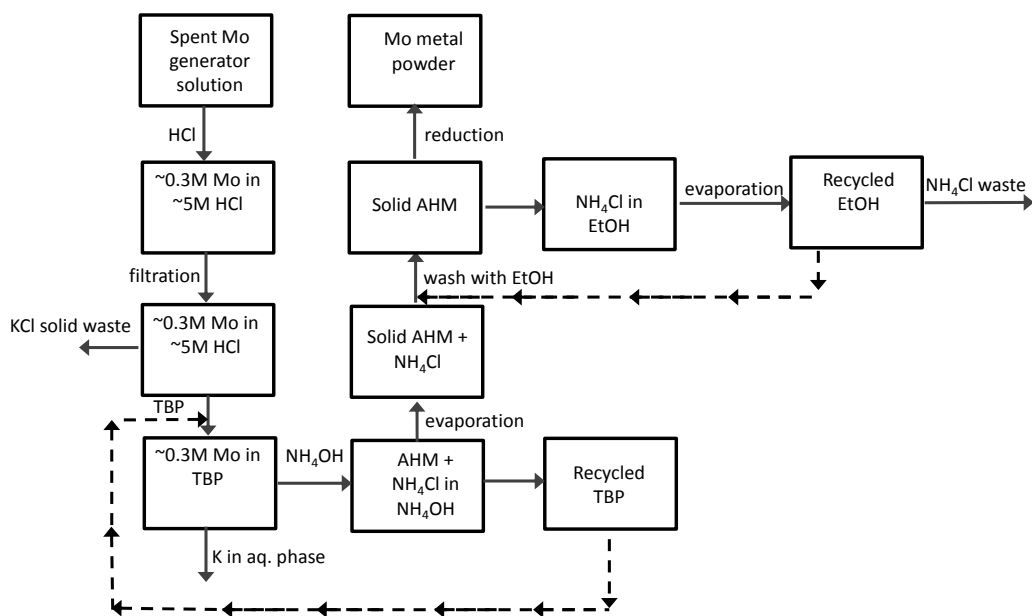 Spent Mo
generator
solution
HCl
~0.3M Mo in
~5M HCl
filtration
~0.3M Mo in
~5M HCl
KCl solid waste
TBP
~0.3M Mo in
TBP
K in aq. phase
NH₄OH
AHM +
NH₄Cl in
NH₄OH
Recycled
TBP
evaporation
Solid AHM +
NH₄Cl
wash with EtOH
Solid AHM
reduction
Mo metal
powder
NH₄Cl in
EtOH
evaporation
Recycled
EtOH
NH₄Cl waste